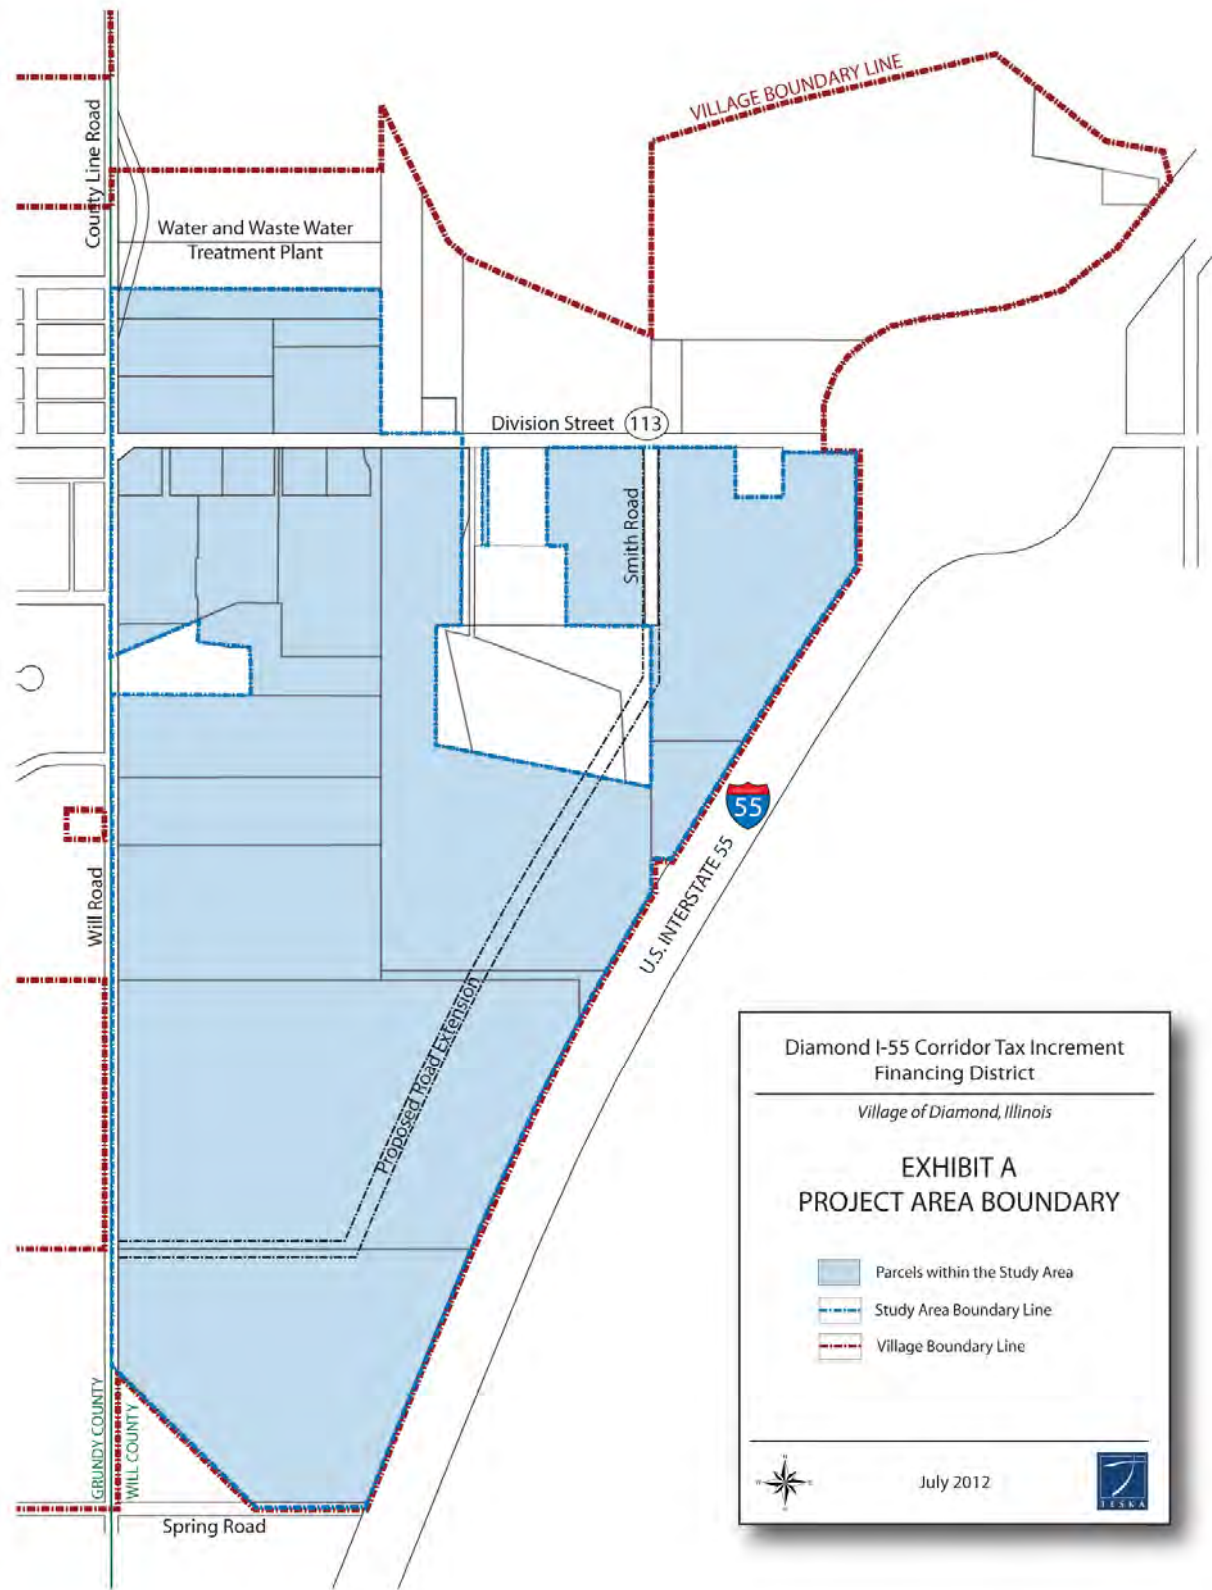 VILLAGE BOUNDARY LINE
County Line Road
Water and Waste Water
Treatment Plant
Division Street
113
Smith Road
55
U.S. INTERSTATE 55
Will Road
Proposed Road Extension
GRUNDY COUNTY
WILL COUNTY
Spring Road
Diamond I-55 Corridor Tax Increment
Financing District
Village of Diamond, Illinois
EXHIBIT A
PROJECT AREA BOUNDARY
Parcels within the Study Area
Study Area Boundary Line
Village Boundary Line
July 2012
TESKA